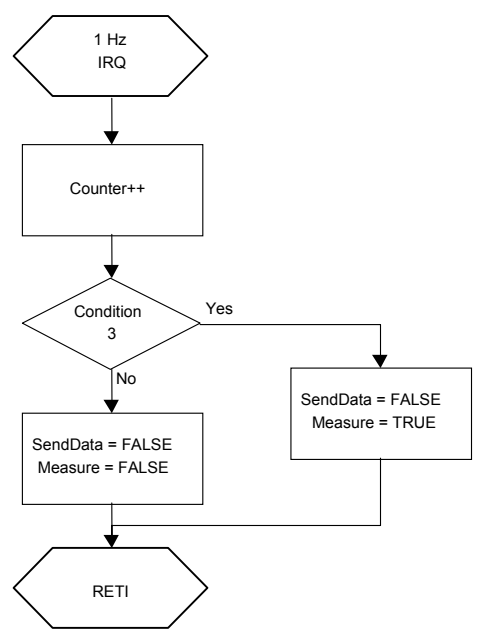 1 Hz
IRQ
Counter++
Condition
3
Yes
No
SendData = FALSE
Measure = TRUE
SendData = FALSE
Measure = FALSE
RETI